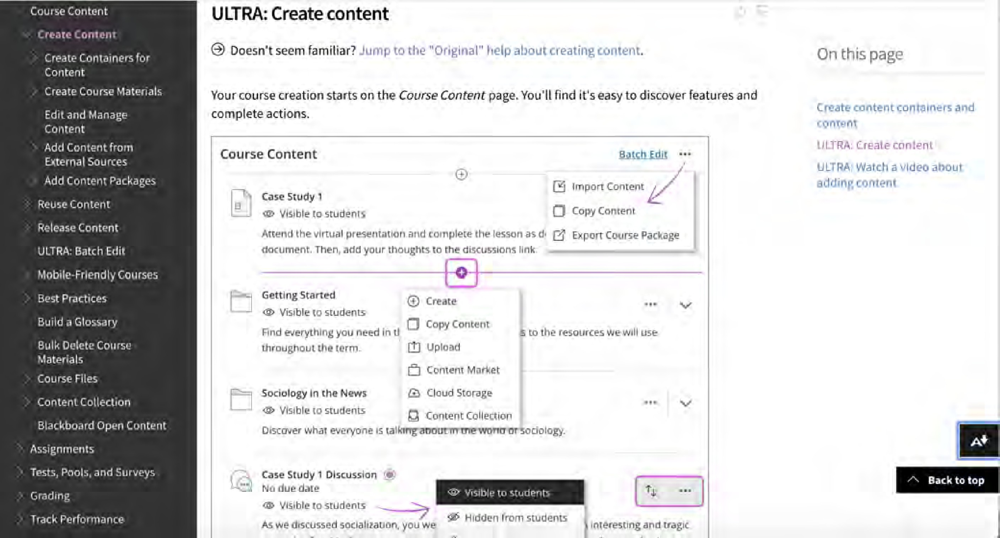 Course Content
Create Content
Create Containers for
Content
Create Course Materials
Edit and Manage
Content
Add Content from
External Sources
Add Content Packages
Reuse Content
Release Content
ULTRA: Batch Edit
Mobile-Friendly Courses
Best Practices
Build a Glossary
Bulk Delete Course
Materials
Course Files
Content Collection
Blackboard Open Content
Assignments
Tests, Pools, and Surveys
Grading
Track Performance
ULTRA: Create content
Doesn't seem familiar? Jump to the "Original" help about creating content.
Your course creation starts on the Course Content page. You'll find it's easy to discover features and
complete actions.
Course Content
Batch Edit
Import Content
Copy Content
Export Course Package
Case Study 1
Visible to students
Attend the virtual presentation and complete the lesson as
document. Then, add your thoughts to the discussions link.
Getting Started
Visible to students
Find everything you need in
to the resources we will use
throughout the term.
Create
Copy Content
Upload
Content Market
Cloud Storage
Content Collection
Sociology in the News
Visible to students
Discover what everyone is talking about in the world of sociology.
Case Study 1 Discussion
No due date
Visible to students
As we discussed socialization, you
interesting and tragic
Visible to students
Hidden from students
On this page
Create content containers and
content
ULTRA: Create content
ULTRA: Watch a video about
adding content
A
Back to top